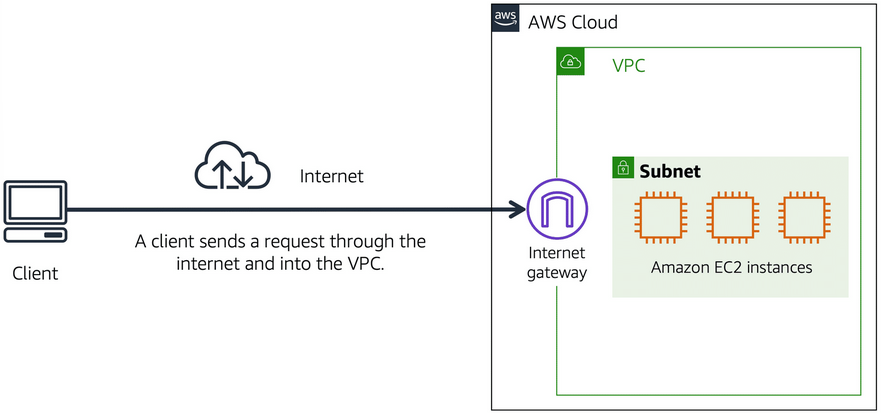 aws
AWS Cloud
VPC
Internet
Subnet
A client sends a request through the
internet and into the VPC.
Client
Internet
gateway
Amazon EC2 instances